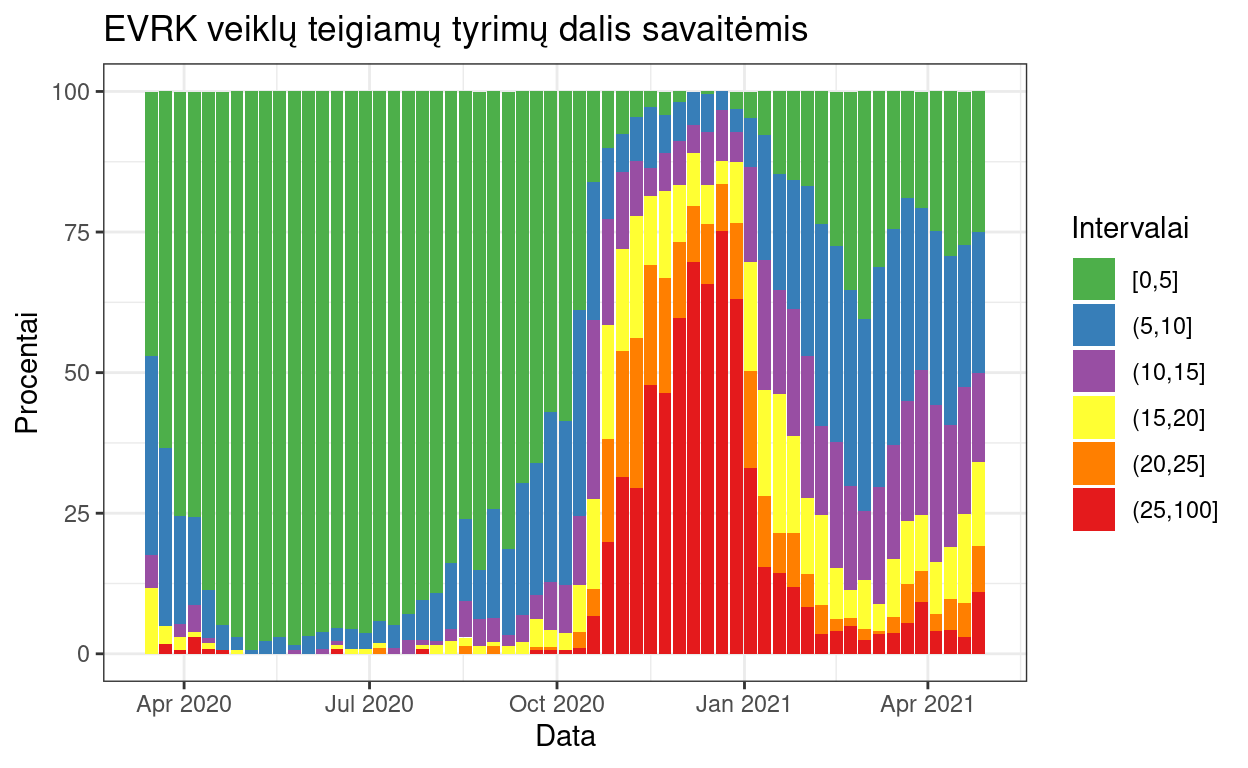 EVRK veiklų teigiamų tyrimų dalis savaitėmis
Procentai
100
75
50
25
0
Apr 2020
Jul 2020
Oct 2020
Jan 2021
Apr 2021
Data
Intervalai
[0,5]
(5,10]
(10,15]
(15,20]
(20,25]
(25,100]